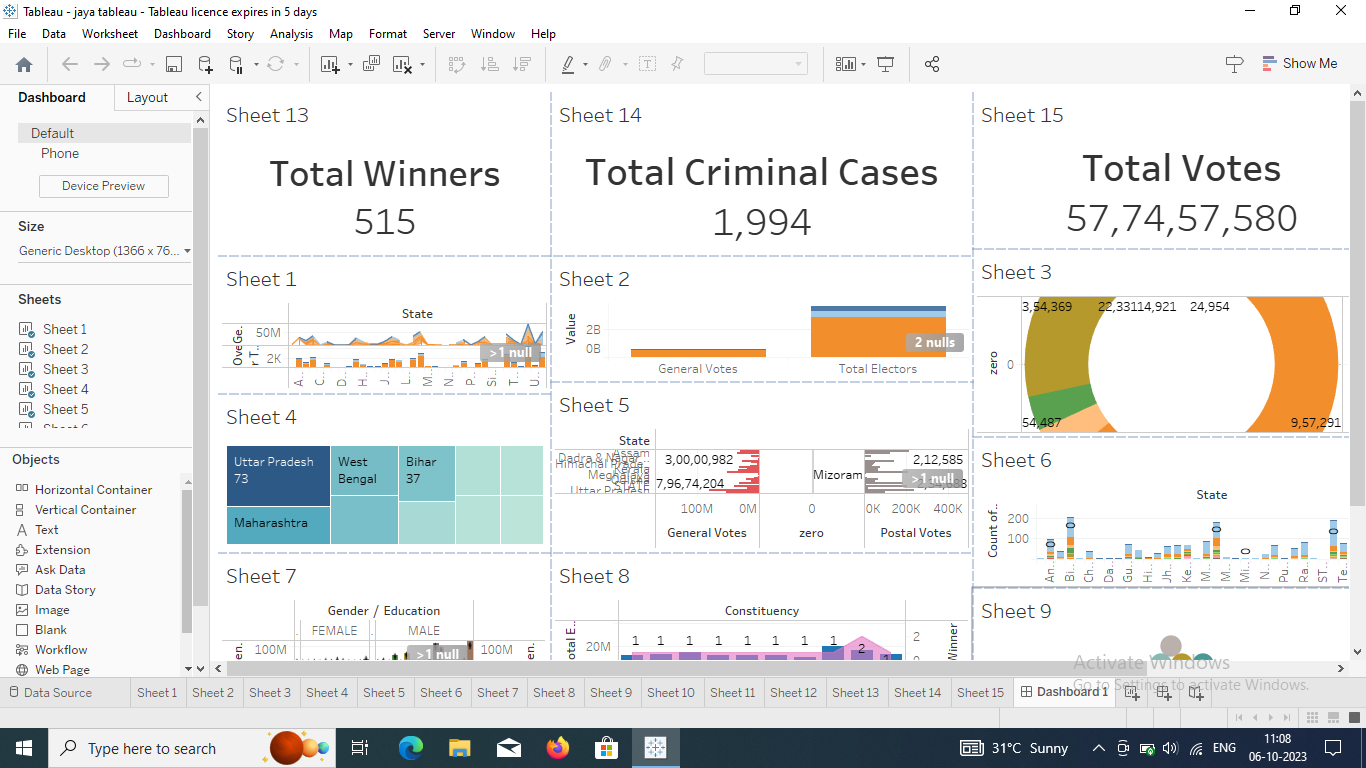 Tableau - jaya tableau - Tableau licence expires in 5 days
File Data Worksheet Dashboard Story Analysis Map Format Server Window Help
Show Me
Dashboard Layout
Default
Phone
Device Preview
Size
Generic Desktop (1366 x 76...
Sheets
Sheet 1
Sheet 2
Sheet 3
Sheet 4
Sheet 5
Objects
Horizontal Container
Vertical Container
Text
Extension
Ask Data
Data Story
Image
Blank
Workflow
Web Page
Sheet 13
Total Winners
515
Sheet 14
Total Criminal Cases
1,994
Sheet 15
Total Votes
57,74,57,580
Sheet 1
State
50M
2K
>1 null
A.. C.. D.. H.. J.. L.. M.. N.. P.. Si.. T.. U..
Sheet 2
Value
2B
0B
2 nulls
General Votes Total Electors
Sheet 3
3,54,369 22,33114,921 24,954
zero
0
54,487 9,57,291
Sheet 4
Uttar Pradesh
73
West
Bengal
Bihar
37
Maharashtra
Sheet 5
State
Assam
Dadra & Nagar ..
Himachal Prade..
Kerala
Meghalaya
Odisha
STATE
Uttar Pradesh
3,00,00,982
7,96,74,204
Mizoram
2,12,585
>1 null
100M 0M 0 0K 200K 400K
General Votes zero Postal Votes
Sheet 6
State
Count of..
200
100
0 0 0 0 0
An.. Bi.. Ch.. Da.. Gu.. Hi.. Jh.. Ke.. M.. M.. Mi.. N.. Pu.. Ra.. ST.. Te..
Sheet 7
Gender / Education
FEMALE MALE
100M 100M
>1 null
Sheet 8
Constituency
otal E..
20M
1 1 1 1 1 1 1 1 2 1
2
Winner
Sheet 9
Activate Windows
Go to Settings to activate Windows.
Data Source Sheet 1 Sheet 2 Sheet 3 Sheet 4 Sheet 5 Sheet 6 Sheet 7 Sheet 8 Sheet 9 Sheet 10 Sheet 11 Sheet 12 Sheet 13 Sheet 14 Sheet 15 Dashboard 1
Type here to search
31°C Sunny
ENG
11:08
06-10-2023